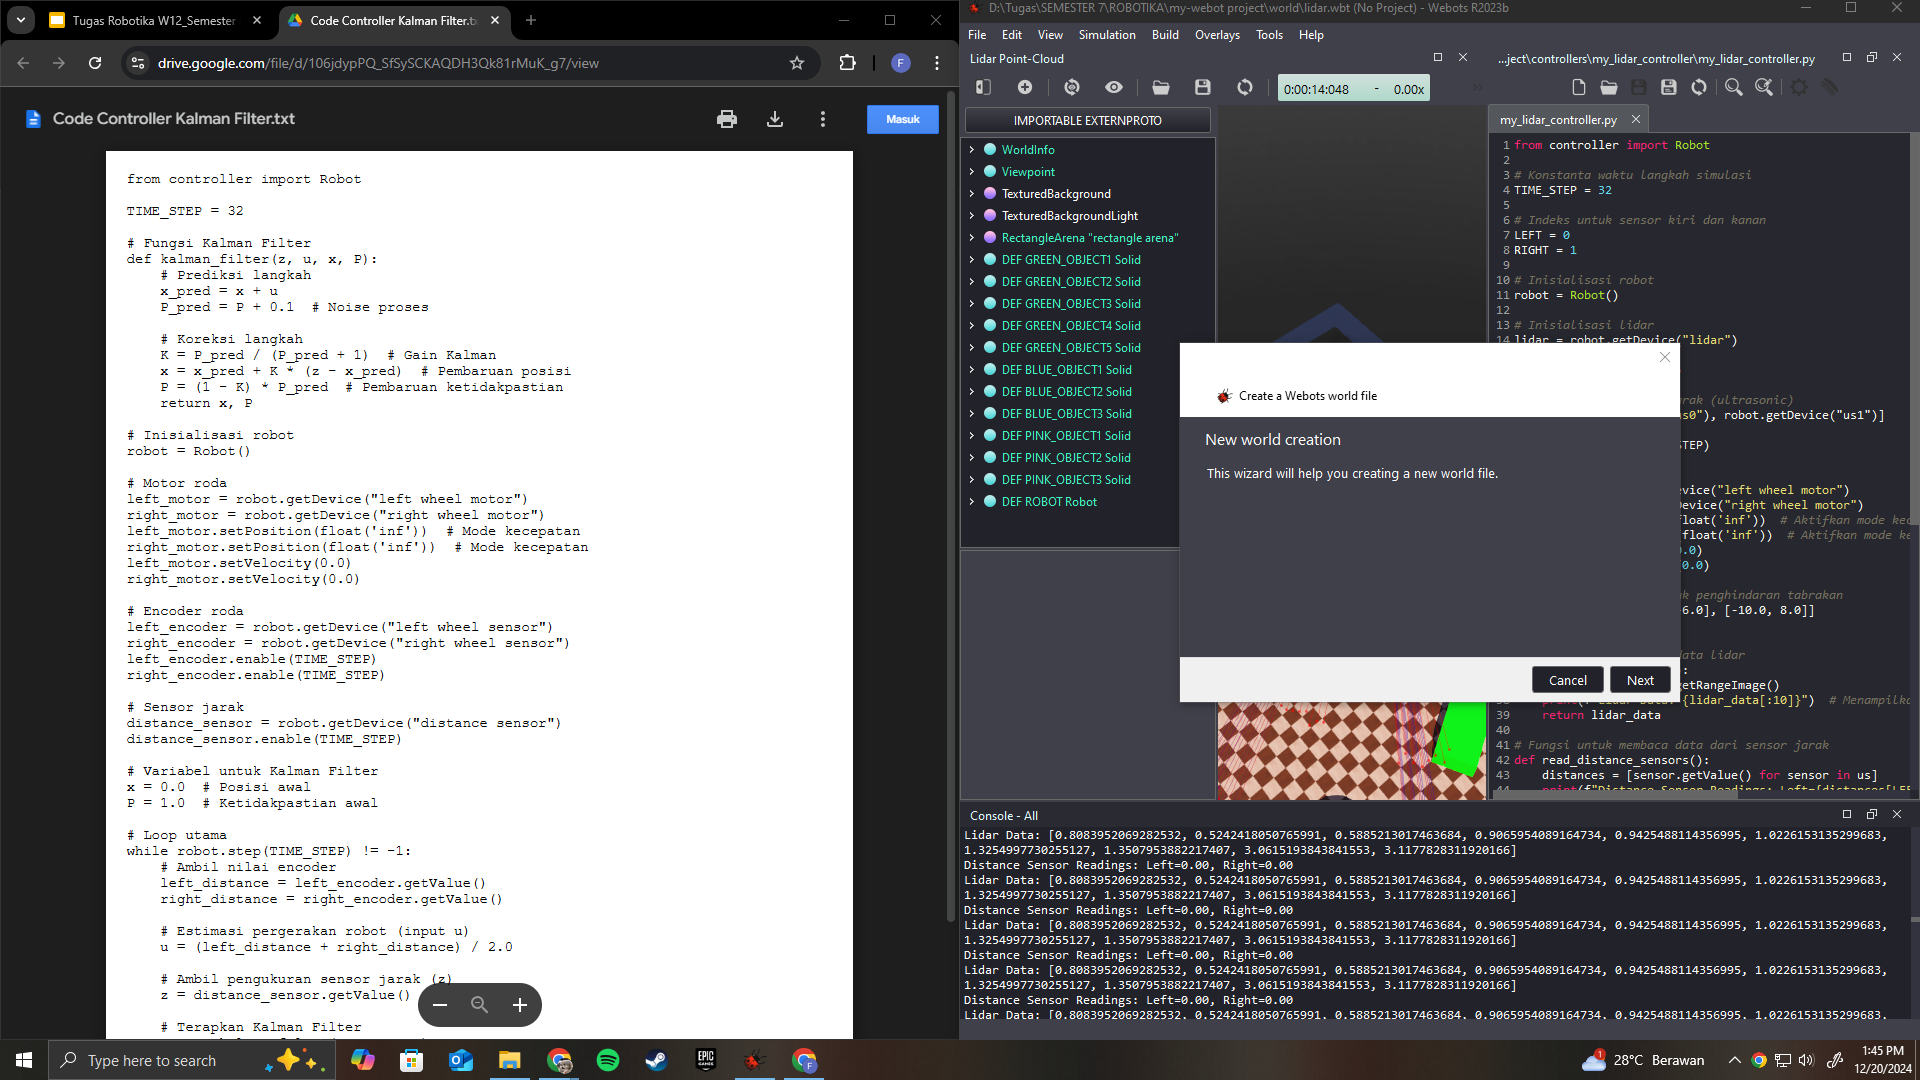 Tugas Robotika W12_Semester
Code Controller Kalman Filter.tx
drive.google.com/file/d/106jdypPQ_SfSySCKAQDH3Qk81rMuK_g7/view
F
Code Controller Kalman Filter.txt
Masuk
from controller import Robot
TIME_STEP = 32
# Fungsi Kalman Filter
def kalman_filter(z, u, x, P):
# Prediksi langkah
x_pred = x + u
P_pred = P + 0.1  # Noise proses
# Koreksi langkah
K = P_pred / (P_pred + 1)  # Gain Kalman
x = x_pred + K * (z - x_pred)  # Pembaruan posisi
P = (1 - K) * P_pred  # Pembaruan ketidakpastian
return x, P
# Inisialisasi robot
robot = Robot()
# Motor roda
left_motor = robot.getDevice("left wheel motor")
right_motor = robot.getDevice("right wheel motor")
left_motor.setPosition(float('inf'))  # Mode kecepatan
right_motor.setPosition(float('inf'))  # Mode kecepatan
left_motor.setVelocity(0.0)
right_motor.setVelocity(0.0)
# Encoder roda
left_encoder = robot.getDevice("left wheel sensor")
right_encoder = robot.getDevice("right wheel sensor")
left_encoder.enable(TIME_STEP)
right_encoder.enable(TIME_STEP)
# Sensor jarak
distance_sensor = robot.getDevice("distance sensor")
distance_sensor.enable(TIME_STEP)
# Variabel untuk Kalman Filter
x = 0.0  # Posisi awal
P = 1.0  # Ketidakpastian awal
# Loop utama
while robot.step(TIME_STEP) != -1:
# Ambil nilai encoder
left_distance = left_encoder.getValue()
right_distance = right_encoder.getValue()
# Estimasi pergerakan robot (input u)
u = (left_distance + right_distance) / 2.0
# Ambil pengukuran sensor jarak (z)
z = distance_sensor.getValue()
# Terapkan Kalman Filter
D:\Tugas\SEMESTER 7\ROBOTIKA\my-webot project\world\lidar.wbt (No Project) - Webots R2023b
File Edit View Simulation Build Overlays Tools Help
Lidar Point-Cloud
0:00:14:048 - 0.00x
IMPORTABLE EXTERNPROTO
WorldInfo
Viewpoint
TexturedBackground
TexturedBackgroundLight
RectangleArena "rectangle arena"
DEF GREEN_OBJECT1 Solid
DEF GREEN_OBJECT2 Solid
DEF GREEN_OBJECT3 Solid
DEF GREEN_OBJECT4 Solid
DEF GREEN_OBJECT5 Solid
DEF BLUE_OBJECT1 Solid
DEF BLUE_OBJECT2 Solid
DEF BLUE_OBJECT3 Solid
DEF PINK_OBJECT1 Solid
DEF PINK_OBJECT2 Solid
DEF PINK_OBJECT3 Solid
DEF ROBOT Robot
...ject\controllers\my_lidar_controller\my_lidar_controller.py
my_lidar_controller.py
1 from controller import Robot
2
3 # Konstanta waktu langkah simulasi
4 TIME_STEP = 32
5
6 # Indeks untuk sensor kiri dan kanan
7 LEFT = 0
8 RIGHT = 1
9
10 # Inisialisasi robot
11 robot = Robot()
12
13 # Inisialisasi lidar
14 lidar = robot.getDevice("lidar")
arak (ultrasonic)
us0"), robot.getDevice("us1")]
STEP)
evice("left wheel motor")
Device("right wheel motor")
float('inf'))  # Aktifkan mode kec
(float('inf'))  # Aktifkan mode ke
0.0)
0.0)
k penghindaran tabrakan
6.0], [-10.0, 8.0]]
data lidar
:
getRangeImage()
{lidar_data[:10]}")  # Menampilka
39 return lidar_data
40
41 # Fungsi untuk membaca data dari sensor jarak
42 def read_distance_sensors():
43 distances = [sensor.getValue() for sensor in us]
44 print(f"Distance Sensor Readings: Left={distances[LEF
Create a Webots world file
New world creation
This wizard will help you creating a new world file.
Cancel
Next
Console - All
Lidar Data: [0.8083952069282532, 0.5242418050765991, 0.5885213017463684, 0.9065954089164734, 0.9425488114356995, 1.0226153135299683,
1.3254997730255127, 1.3507953882217407, 3.0615193843841553, 3.1177828311920166]
Distance Sensor Readings: Left=0.00, Right=0.00
Lidar Data: [0.8083952069282532, 0.5242418050765991, 0.5885213017463684, 0.9065954089164734, 0.9425488114356995, 1.0226153135299683,
1.3254997730255127, 1.3507953882217407, 3.0615193843841553, 3.1177828311920166]
Distance Sensor Readings: Left=0.00, Right=0.00
Lidar Data: [0.8083952069282532, 0.5242418050765991, 0.5885213017463684, 0.9065954089164734, 0.9425488114356995, 1.0226153135299683,
1.3254997730255127, 1.3507953882217407, 3.0615193843841553, 3.1177828311920166]
Distance Sensor Readings: Left=0.00, Right=0.00
Lidar Data: [0.8083952069282532, 0.5242418050765991, 0.5885213017463684, 0.9065954089164734, 0.9425488114356995, 1.0226153135299683,
1.3254997730255127, 1.3507953882217407, 3.0615193843841553, 3.1177828311920166]
Distance Sensor Readings: Left=0.00, Right=0.00
Lidar Data: [0.8083952069282532, 0.5242418050765991, 0.5885213017463684, 0.9065954089164734, 0.9425488114356995, 1.0226153135299683,
Type here to search
EPIC GAMES
1
28°C Berawan
1:45 PM
12/20/2024